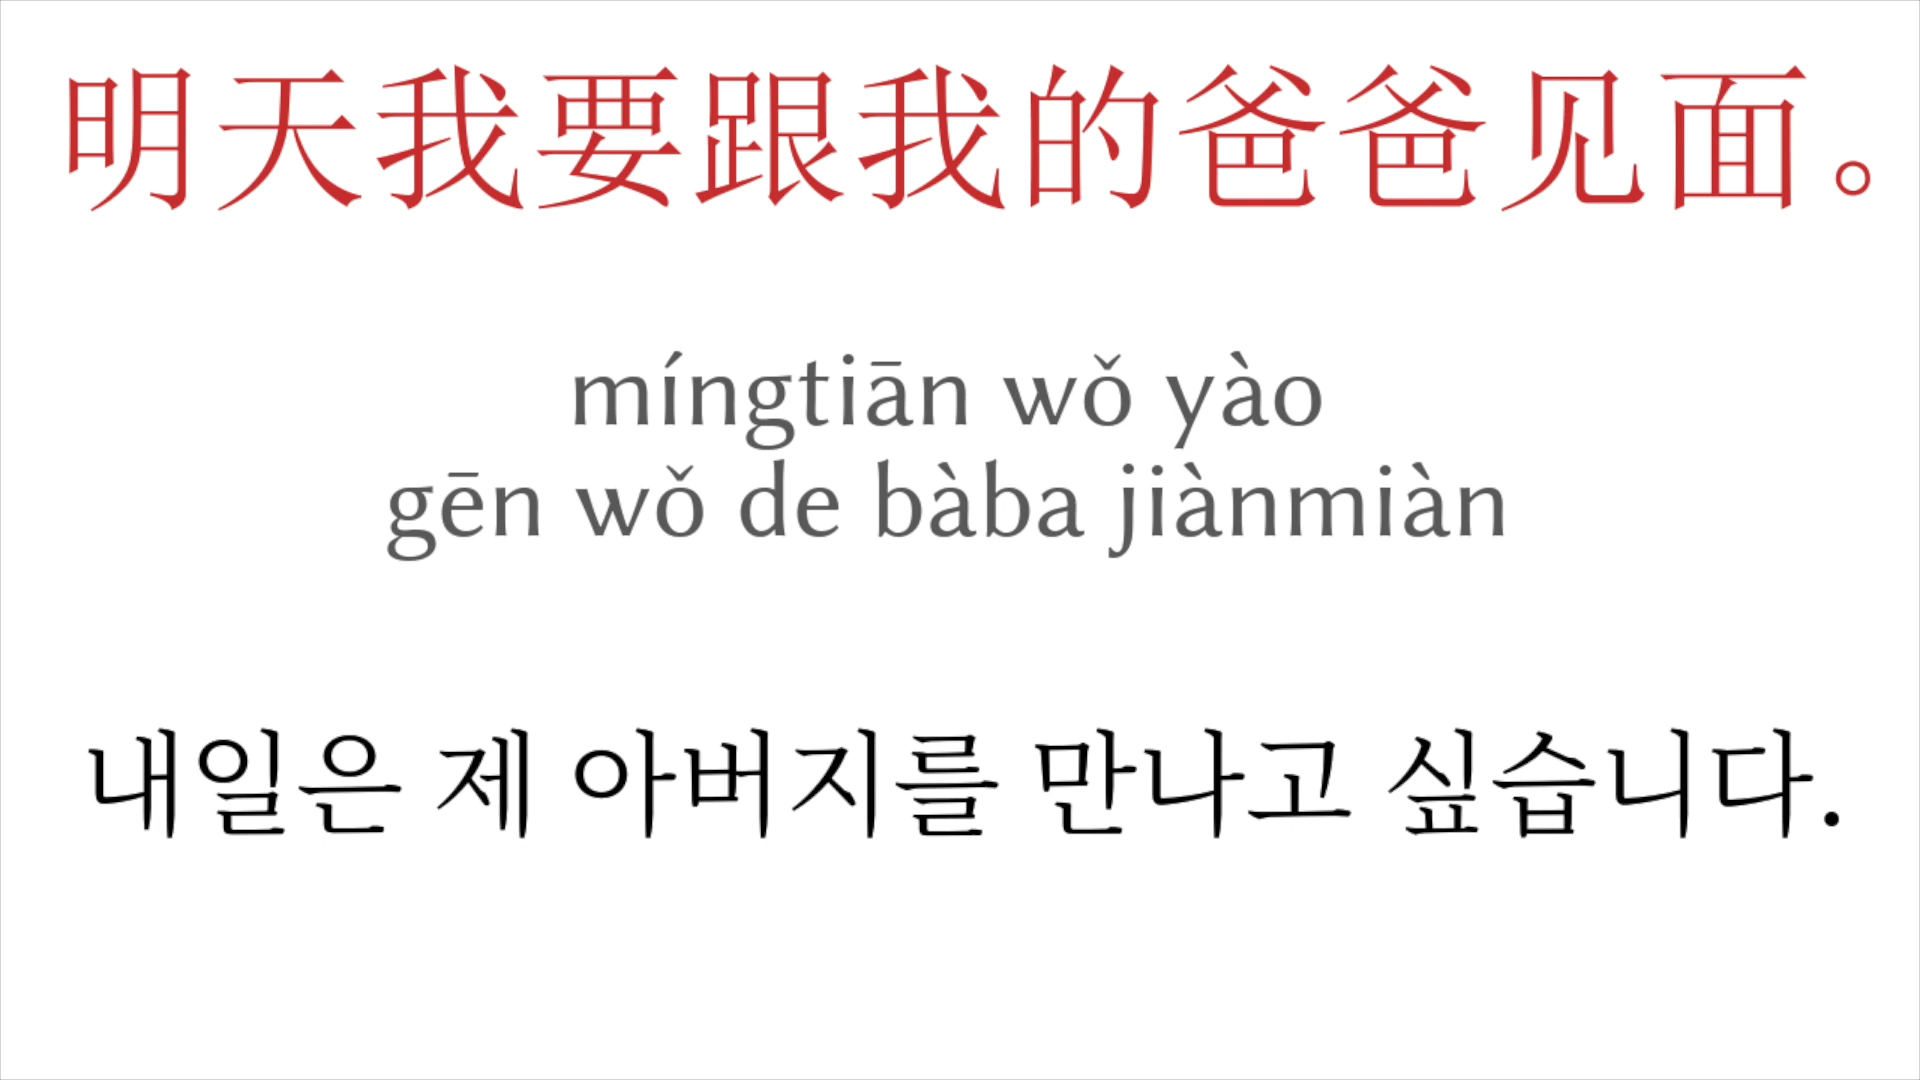 明天我要跟我的爸爸见面。
míngtiān wǒ yào
gēn wǒ de bàba jiànmiàn
내일은 제 아버지를 만나고 싶습니다.